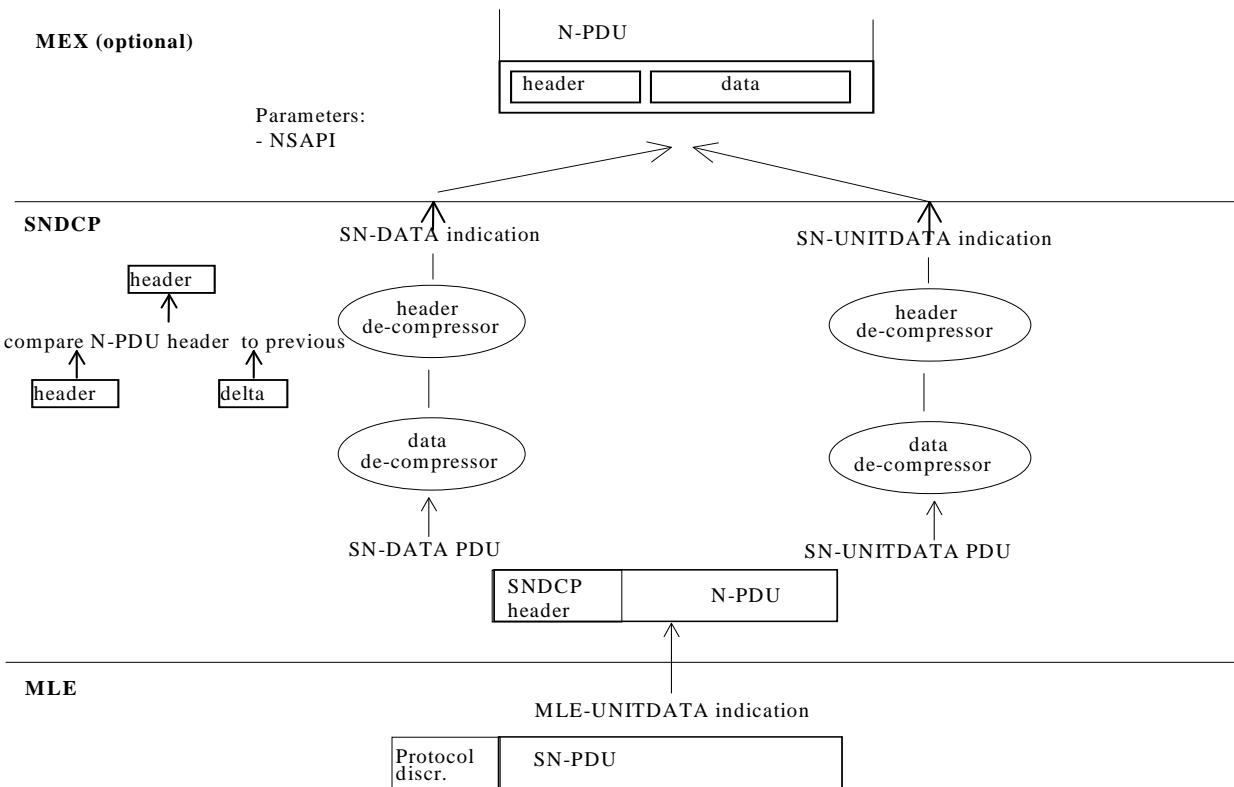 MEX (optional)
N-PDU
header
data
Parameters:
- NSAPI
SNDCP
SN-DATA indication
SN-UNITDATA indication
header
header
de-compressor
header
de-compressor
compare N-PDU header to previous
header
delta
data
de-compressor
data
de-compressor
SN-DATA PDU
SN-UNITDATA PDU
SNDCP
header
N-PDU
MLE
MLE-UNITDATA indication
Protocol
discr.
SN-PDU